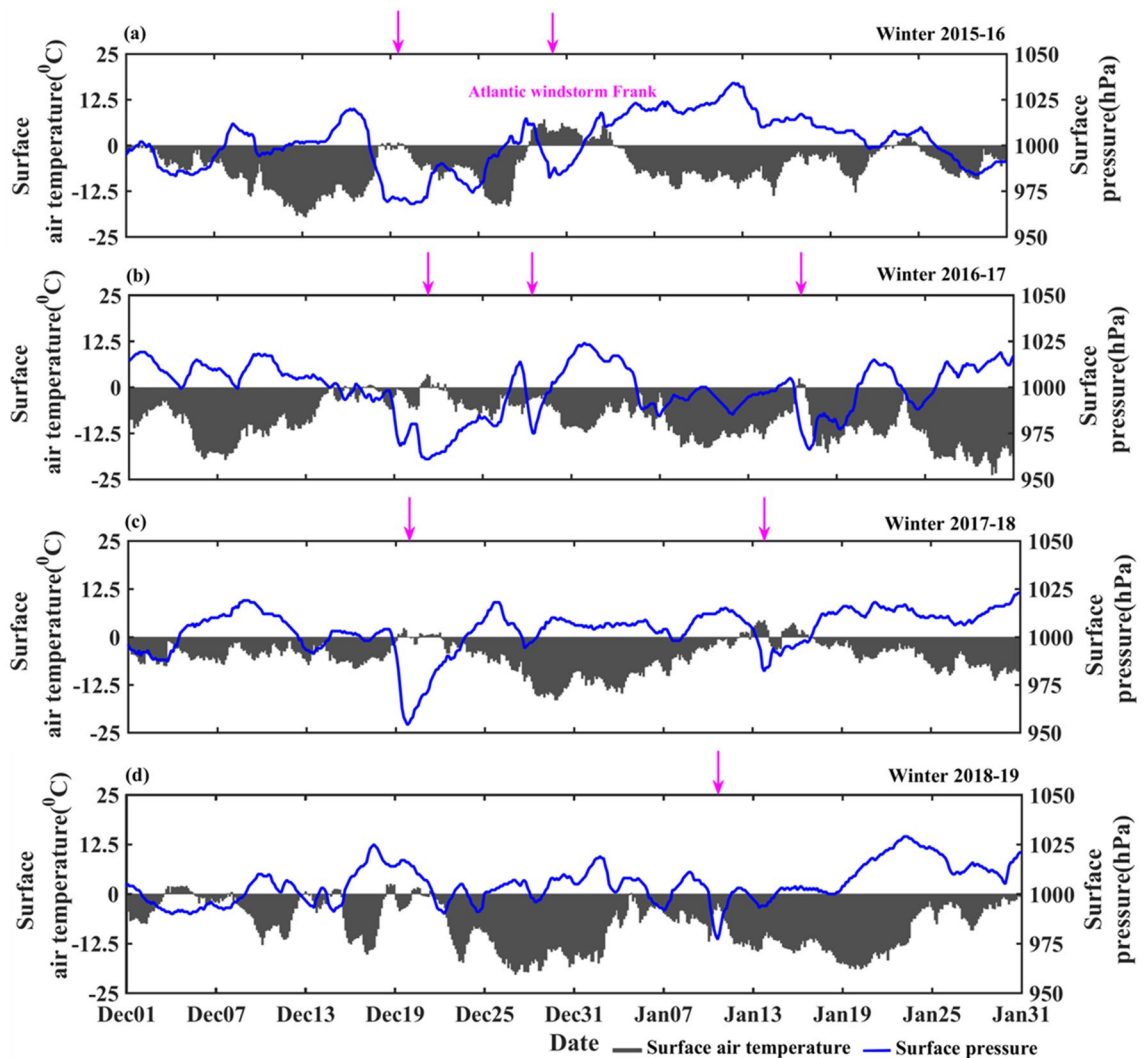 (a)
Winter 2015-16
Atlantic windstorm Frank
Surface
air temperature(⁰C)
25
12.5
0
-12.5
-25
1050
1025
1000
975
950
Surface
pressure(hPa)
(b)
Winter 2016-17
Surface
air temperature(⁰C)
25
12.5
0
-12.5
-25
1050
1025
1000
975
950
Surface
pressure(hPa)
(c)
Winter 2017-18
Surface
air temperature(⁰C)
25
12.5
0
-12.5
-25
1050
1025
1000
975
950
Surface
pressure(hPa)
(d)
Winter 2018-19
Surface
air temperature(⁰C)
25
12.5
0
-12.5
-25
1050
1025
1000
975
950
Surface
pressure(hPa)
Dec01 Dec07 Dec13 Dec19 Dec25 Dec31 Jan07 Jan13 Jan19 Jan25 Jan31
Date
Surface air temperature
Surface pressure